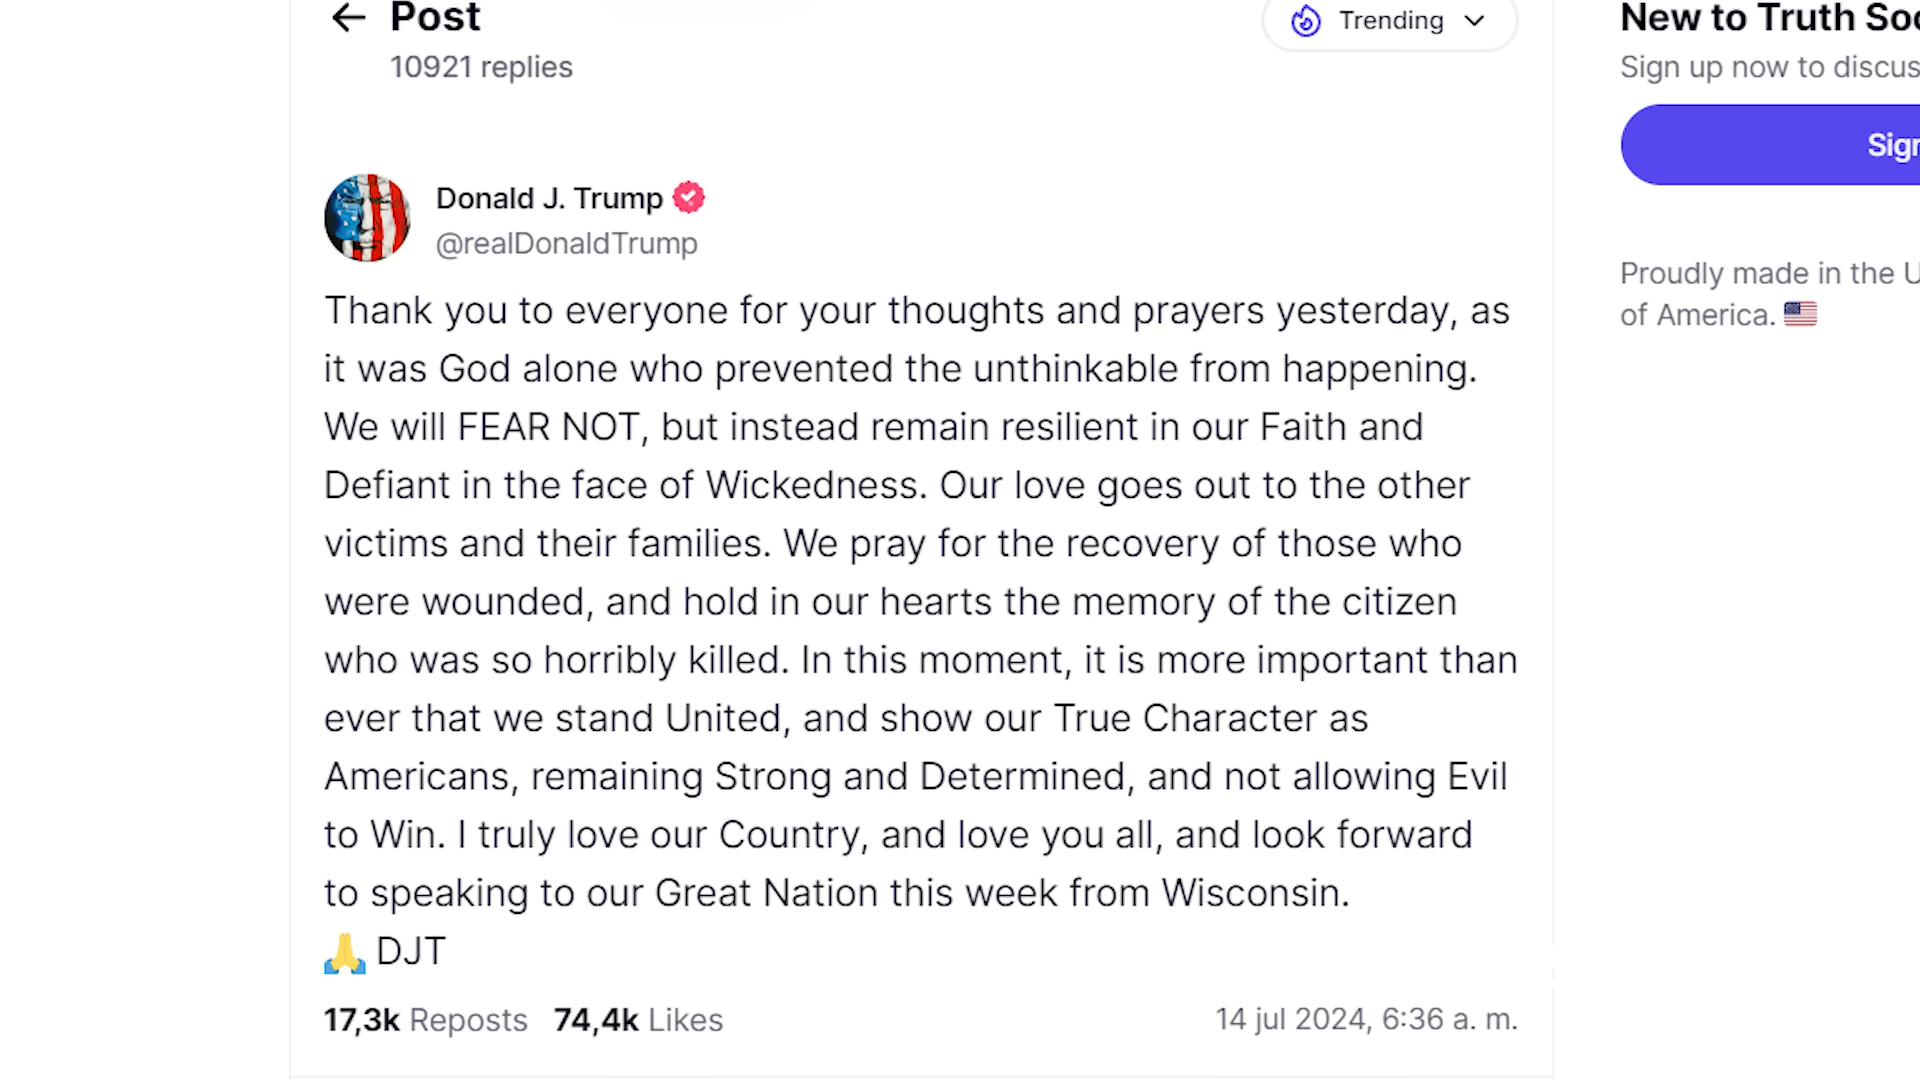 Post
10921 replies
Trending
Donald J. Trump
@realDonaldTrump
Thank you to everyone for your thoughts and prayers yesterday, as
it was God alone who prevented the unthinkable from happening.
We will FEAR NOT, but instead remain resilient in our Faith and
Defiant in the face of Wickedness. Our love goes out to the other
victims and their families. We pray for the recovery of those who
were wounded, and hold in our hearts the memory of the citizen
who was so horribly killed. In this moment, it is more important than
ever that we stand United, and show our True Character as
Americans, remaining Strong and Determined, and not allowing Evil
to Win. I truly love our Country, and love you all, and look forward
to speaking to our Great Nation this week from Wisconsin.
🙏 DJT
17,3k Reposts 74,4k Likes
14 jul 2024, 6:36 a. m.
New to Truth Soc
Sign up now to discus
Sign
Proudly made in the U
of America. 🇺🇸